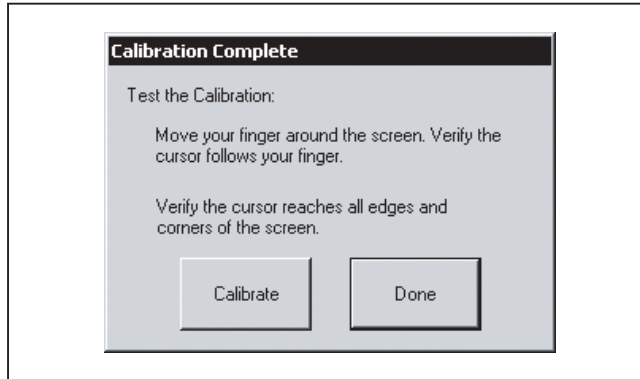 Calibration Complete
Test the Calibration:
Move your finger around the screen. Verify the
cursor follows your finger.
Verify the cursor reaches all edges and
corners of the screen.
Calibrate
Done